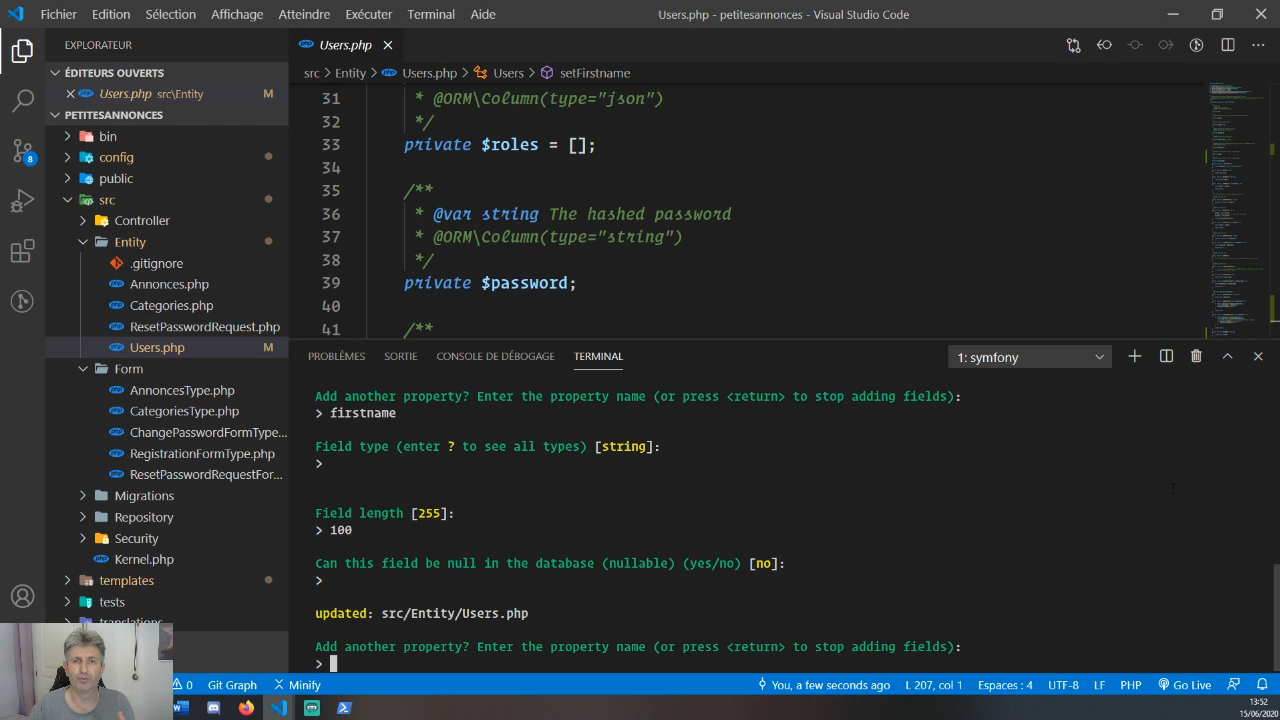 Fichier Edition Sélection Affichage Atteindre Exécuter Terminal Aide
Users.php - petitesannonces - Visual Studio Code
EXPLORATEUR
ÉDITEURS OUVERTS
Users.php src\Entity M
PETITESANNONCES
bin
config
public
src
Controller
Entity
.gitignore
Annonces.php
Categories.php
ResetPasswordRequest.php
Users.php M
Form
AnnoncesType.php
CategoriesType.php
ChangePasswordFormType...
RegistrationFormType.php
ResetPasswordRequestFor...
Migrations
Repository
Security
Kernel.php
templates
tests
translations
8
php Users.php
src > Entity > php Users.php > Users > setFirstname
31 * @ORM\Column(type="json")
32 */
33 private $roles = [];
34
35 /**
36 * @var string The hashed password
37 * @ORM\Column(type="string")
38 */
39 private $password;
40
41 /**
PROBLÈMES SORTIE CONSOLE DE DÉBOGAGE TERMINAL 1: symfony
Add another property? Enter the property name (or press <return> to stop adding fields):
> firstname
Field type (enter ? to see all types) [string]:
>
Field length [255]:
> 100
Can this field be null in the database (nullable) (yes/no) [no]:
>
updated: src/Entity/Users.php
Add another property? Enter the property name (or press <return> to stop adding fields):
>
0 Git Graph Minify You, a few seconds ago L 207, col 1 Espaces : 4 UTF-8 LF PHP Go Live
13:52
15/06/2020